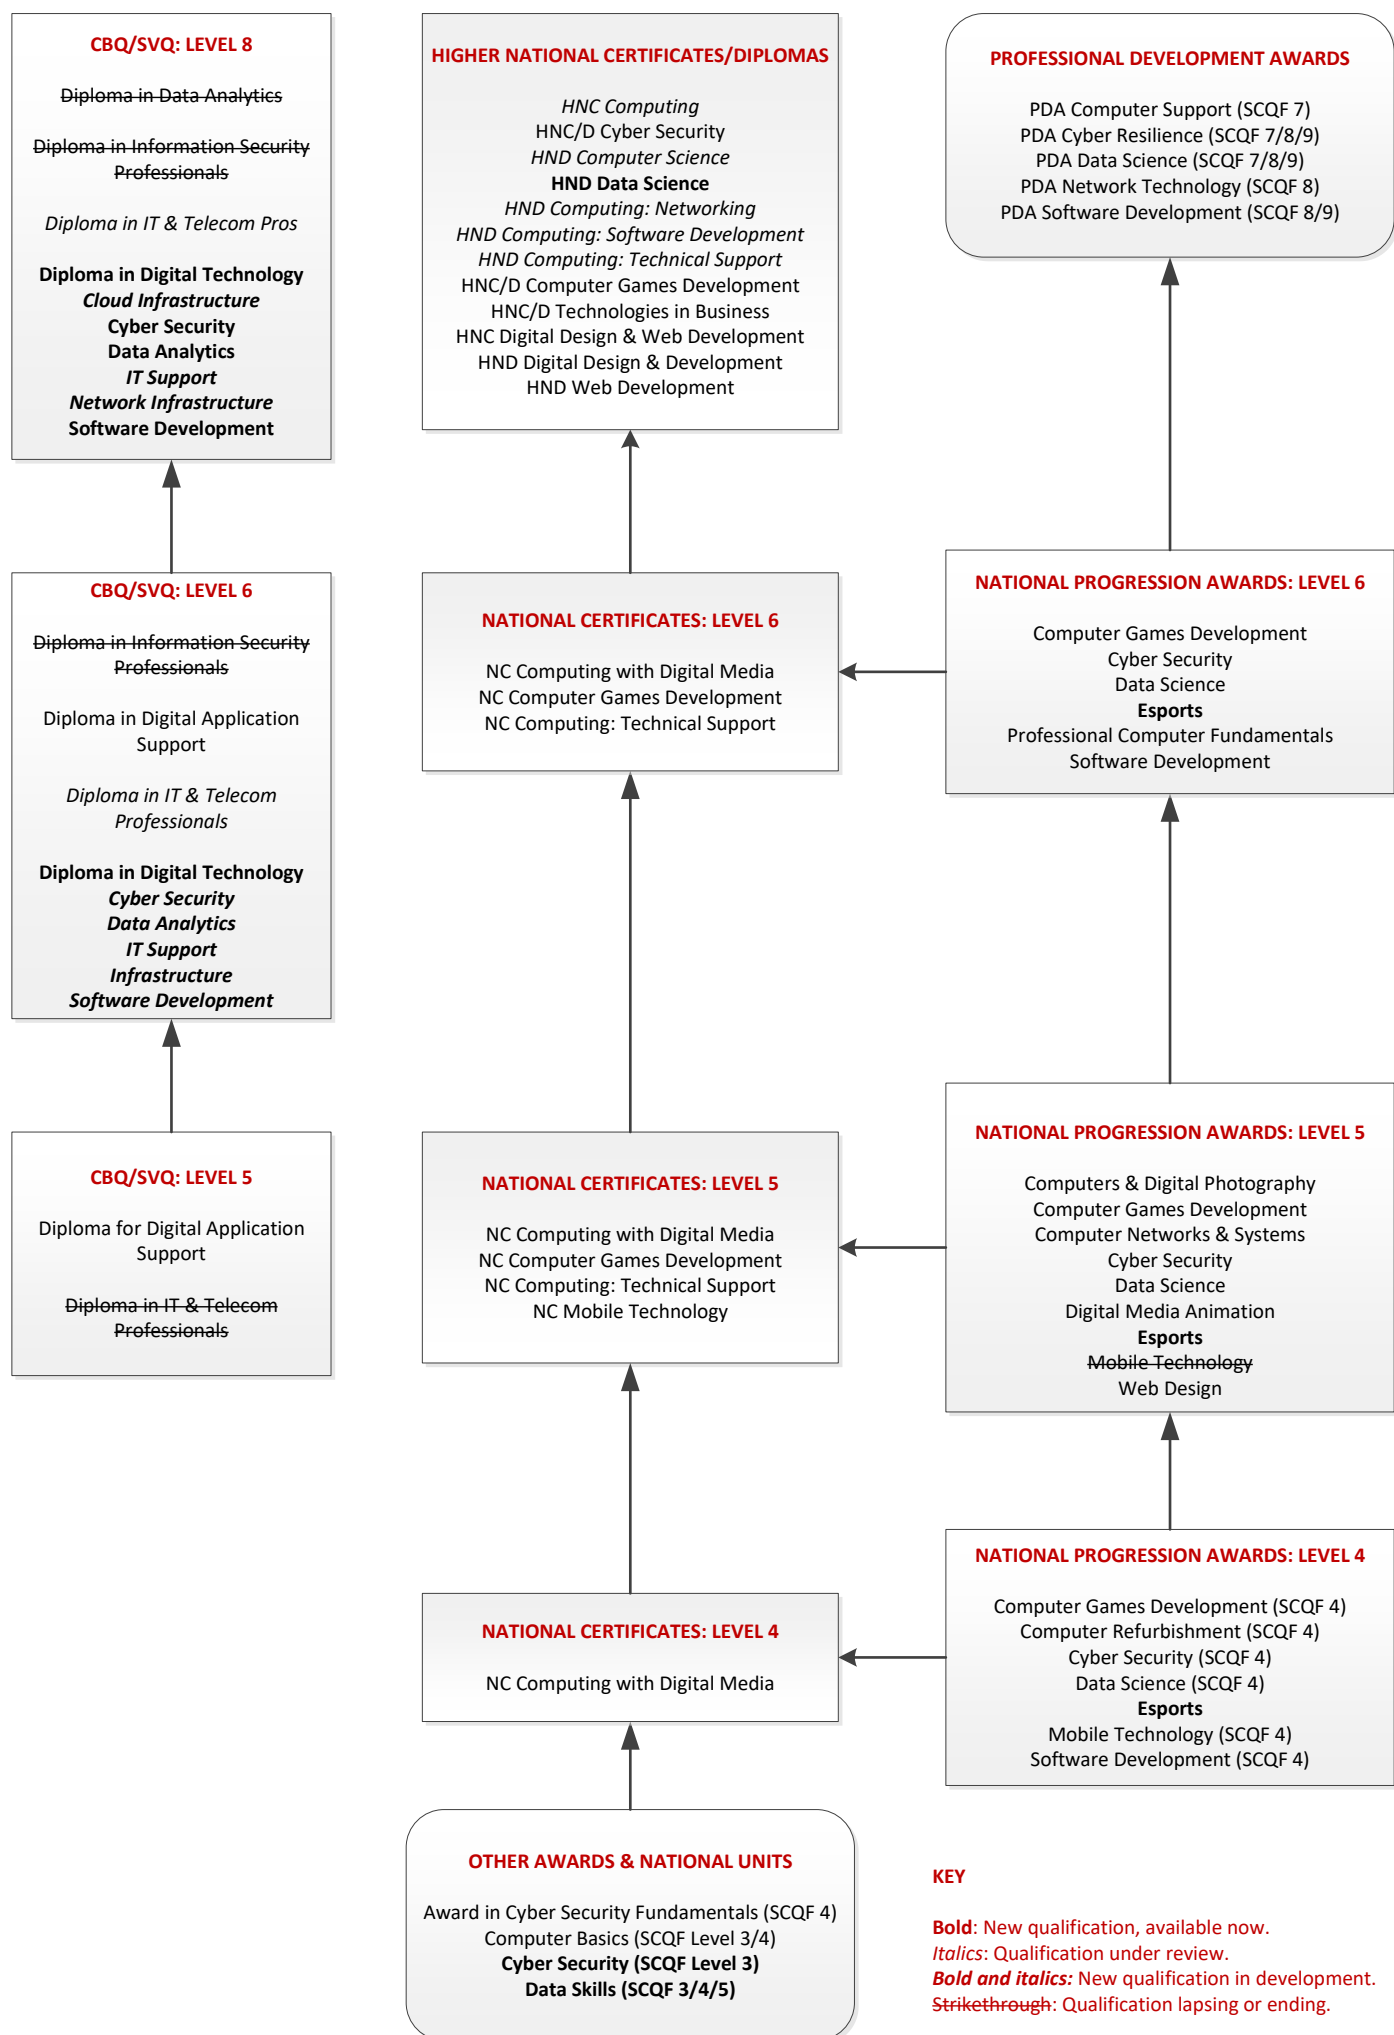 CBQ/SVQ: LEVEL 8
Diploma in Data Analytics
Diploma in Information Security
Professionals
Diploma in IT & Telecom Pros
Diploma in Digital Technology
Cloud Infrastructure
Cyber Security
Data Analytics
IT Support
Network Infrastructure
Software Development
HIGHER NATIONAL CERTIFICATES/DIPLOMAS
HNC Computing
HNC/D Cyber Security
HND Computer Science
HND Data Science
HND Computing: Networking
HND Computing: Software Development
HND Computing: Technical Support
HNC/D Computer Games Development
HNC/D Technologies in Business
HNC Digital Design & Web Development
HND Digital Design & Development
HND Web Development
PROFESSIONAL DEVELOPMENT AWARDS
PDA Computer Support (SCQF 7)
PDA Cyber Resilience (SCQF 7/8/9)
PDA Data Science (SCQF 7/8/9)
PDA Network Technology (SCQF 8)
PDA Software Development (SCQF 8/9)
CBQ/SVQ: LEVEL 6
Diploma in Information Security
Professionals
Diploma in Digital Application
Support
Diploma in IT & Telecom
Professionals
Diploma in Digital Technology
Cyber Security
Data Analytics
IT Support
Infrastructure
Software Development
NATIONAL CERTIFICATES: LEVEL 6
NC Computing with Digital Media
NC Computer Games Development
NC Computing: Technical Support
NATIONAL PROGRESSION AWARDS: LEVEL 6
Computer Games Development
Cyber Security
Data Science
Esports
Professional Computer Fundamentals
Software Development
CBQ/SVQ: LEVEL 5
Diploma for Digital Application
Support
Diploma in IT & Telecom
Professionals
NATIONAL CERTIFICATES: LEVEL 5
NC Computing with Digital Media
NC Computer Games Development
NC Computing: Technical Support
NC Mobile Technology
NATIONAL PROGRESSION AWARDS: LEVEL 5
Computers & Digital Photography
Computer Games Development
Computer Networks & Systems
Cyber Security
Data Science
Digital Media Animation
Esports
Mobile Technology
Web Design
NATIONAL CERTIFICATES: LEVEL 4
NC Computing with Digital Media
NATIONAL PROGRESSION AWARDS: LEVEL 4
Computer Games Development (SCQF 4)
Computer Refurbishment (SCQF 4)
Cyber Security (SCQF 4)
Data Science (SCQF 4)
Esports
Mobile Technology (SCQF 4)
Software Development (SCQF 4)
OTHER AWARDS & NATIONAL UNITS
Award in Cyber Security Fundamentals (SCQF 4)
Computer Basics (SCQF Level 3/4)
Cyber Security (SCQF Level 3)
Data Skills (SCQF 3/4/5)
KEY
Bold: New qualification, available now.
Italics: Qualification under review.
Bold and italics: New qualification in development.
Strikethrough: Qualification lapsing or ending.